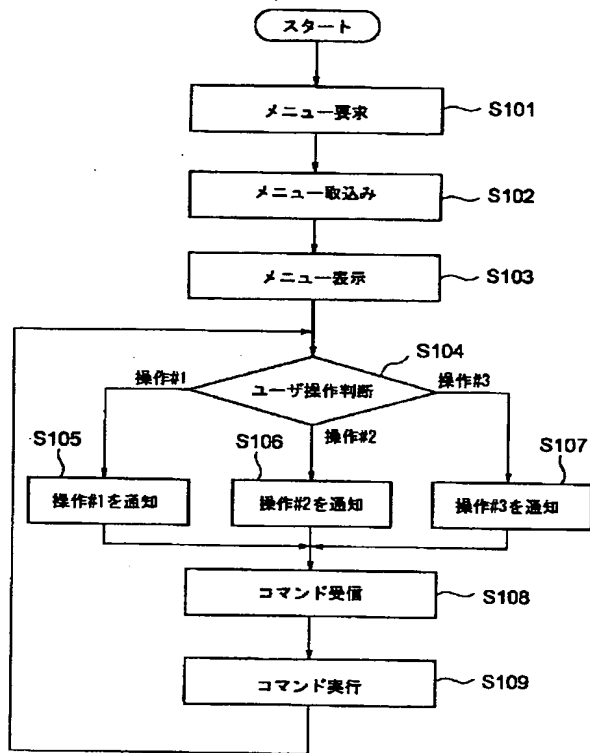 スタート
メニュー要求
S101
メニュー取込み
S102
メニュー表示
S103
S104
ユーザ操作判断
操作#1
操作#2
操作#3
S105
操作#1を通知
S106
操作#2を通知
S107
操作#3を通知
コマンド受信
S108
コマンド実行
S109